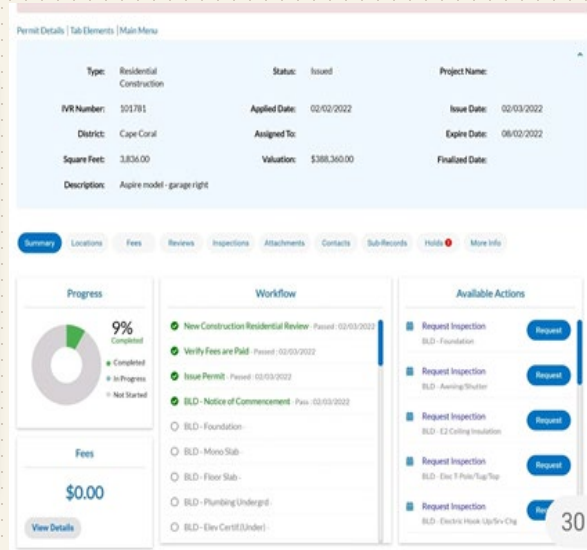 Permit Details | Tab Elements | Main Menu
Type: Residential Construction
Status: Issued
Project Name:
IVR Number: 101781
Applied Date: 02/02/2022
Issue Date: 02/03/2022
District: Cape Coral
Assigned To:
Expire Date: 08/02/2022
Square Feet: 3,836.00
Valuation: $388,360.00
Finalized Date:
Description: Aspire model - garage right
Summary Locations Fees Reviews Inspections Attachments Contacts Sub-Records Holds More Info
Progress
9%
Completed
Completed
In Progress
Not Started
Fees
$0.00
View Details
Workflow
New Construction Residential Review - Passed : 02/03/2022
Verify Fees are Paid - Passed : 02/03/2022
Issue Permit - Passed : 02/03/2022
BLD - Notice of Commencement - Pass : 02/03/2022
BLD - Foundation -
BLD - Mono Slab -
BLD - Floor Slab -
BLD - Plumbing Undergrd -
BLD - Elev Certif.(Under) -
Available Actions
Request Inspection
BLD - Foundation
Request
Request Inspection
BLD - Awning/Shutter
Request
Request Inspection
BLD - E2 Ceiling Insulation
Request
Request Inspection
BLD - Elec T-Pole/Tug/Top
Request
Request Inspection
BLD - Electric Hook Up/Srv Chg
30